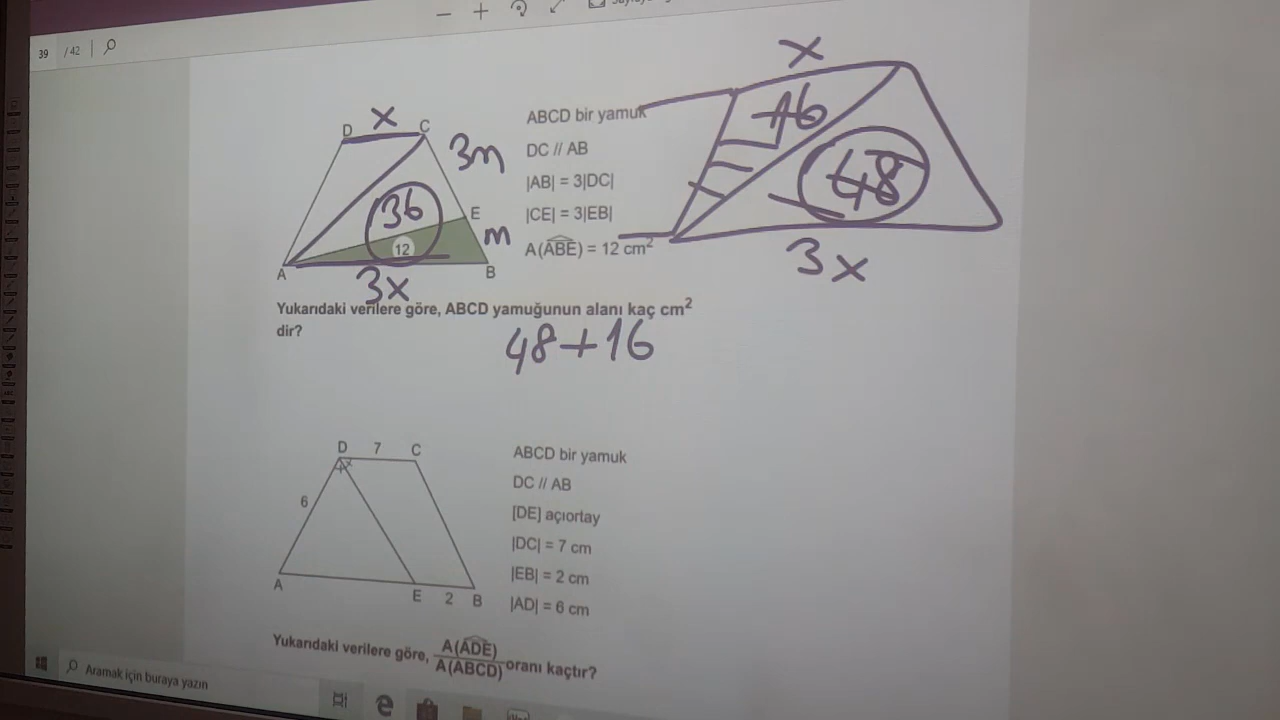 39 / 42
D x C
3m
36
E
12
m
A
B
3x
ABCD bir yamuk
DC // AB
|AB| = 3|DC|
|CE| = 3|EB|
A(ABE) = 12 cm²
x
16
48
3x
Yukarıdaki verilere göre, ABCD yamuğunun alanı kaç cm²
dir?
48+16
D 7 C
6
A
E 2 B
ABCD bir yamuk
DC // AB
[DE] açıortay
|DC| = 7 cm
|EB| = 2 cm
|AD| = 6 cm
Yukarıdaki verilere göre, A(ADE)/A(ABCD) oranı kaçtır?
Aramak için buraya yazın